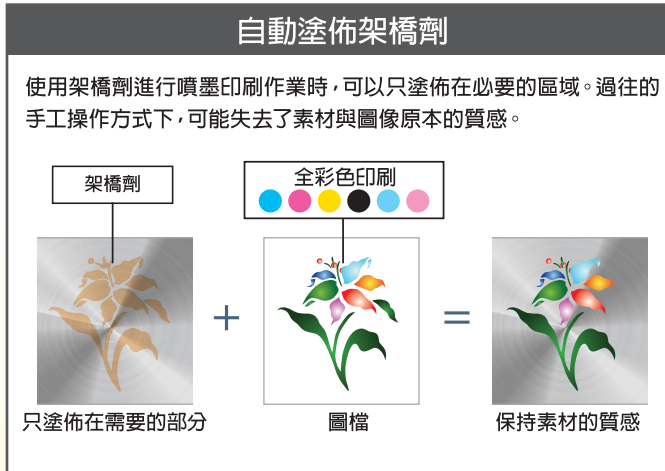 自動塗佈架橋劑
使用架橋劑進行噴墨印刷作業時，可以只塗佈在必要的區域。過往的
手工操作方式下，可能失去了素材與圖像原本的質感。
架橋劑
全彩色印刷
+
=
只塗佈在需要的部分
圖檔
保持素材的質感